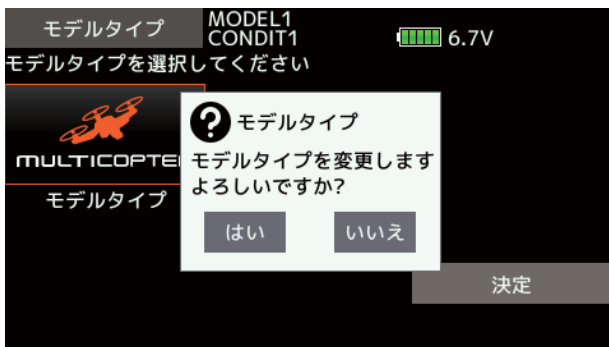 モデルタイプ
MODEL1
CONDIT1
6.7V
モデルタイプを選択してください
MULTICOPTE
モデルタイプ
モデルタイプ
モデルタイプを変更します
よろしいですか?
はい
いいえ
決定